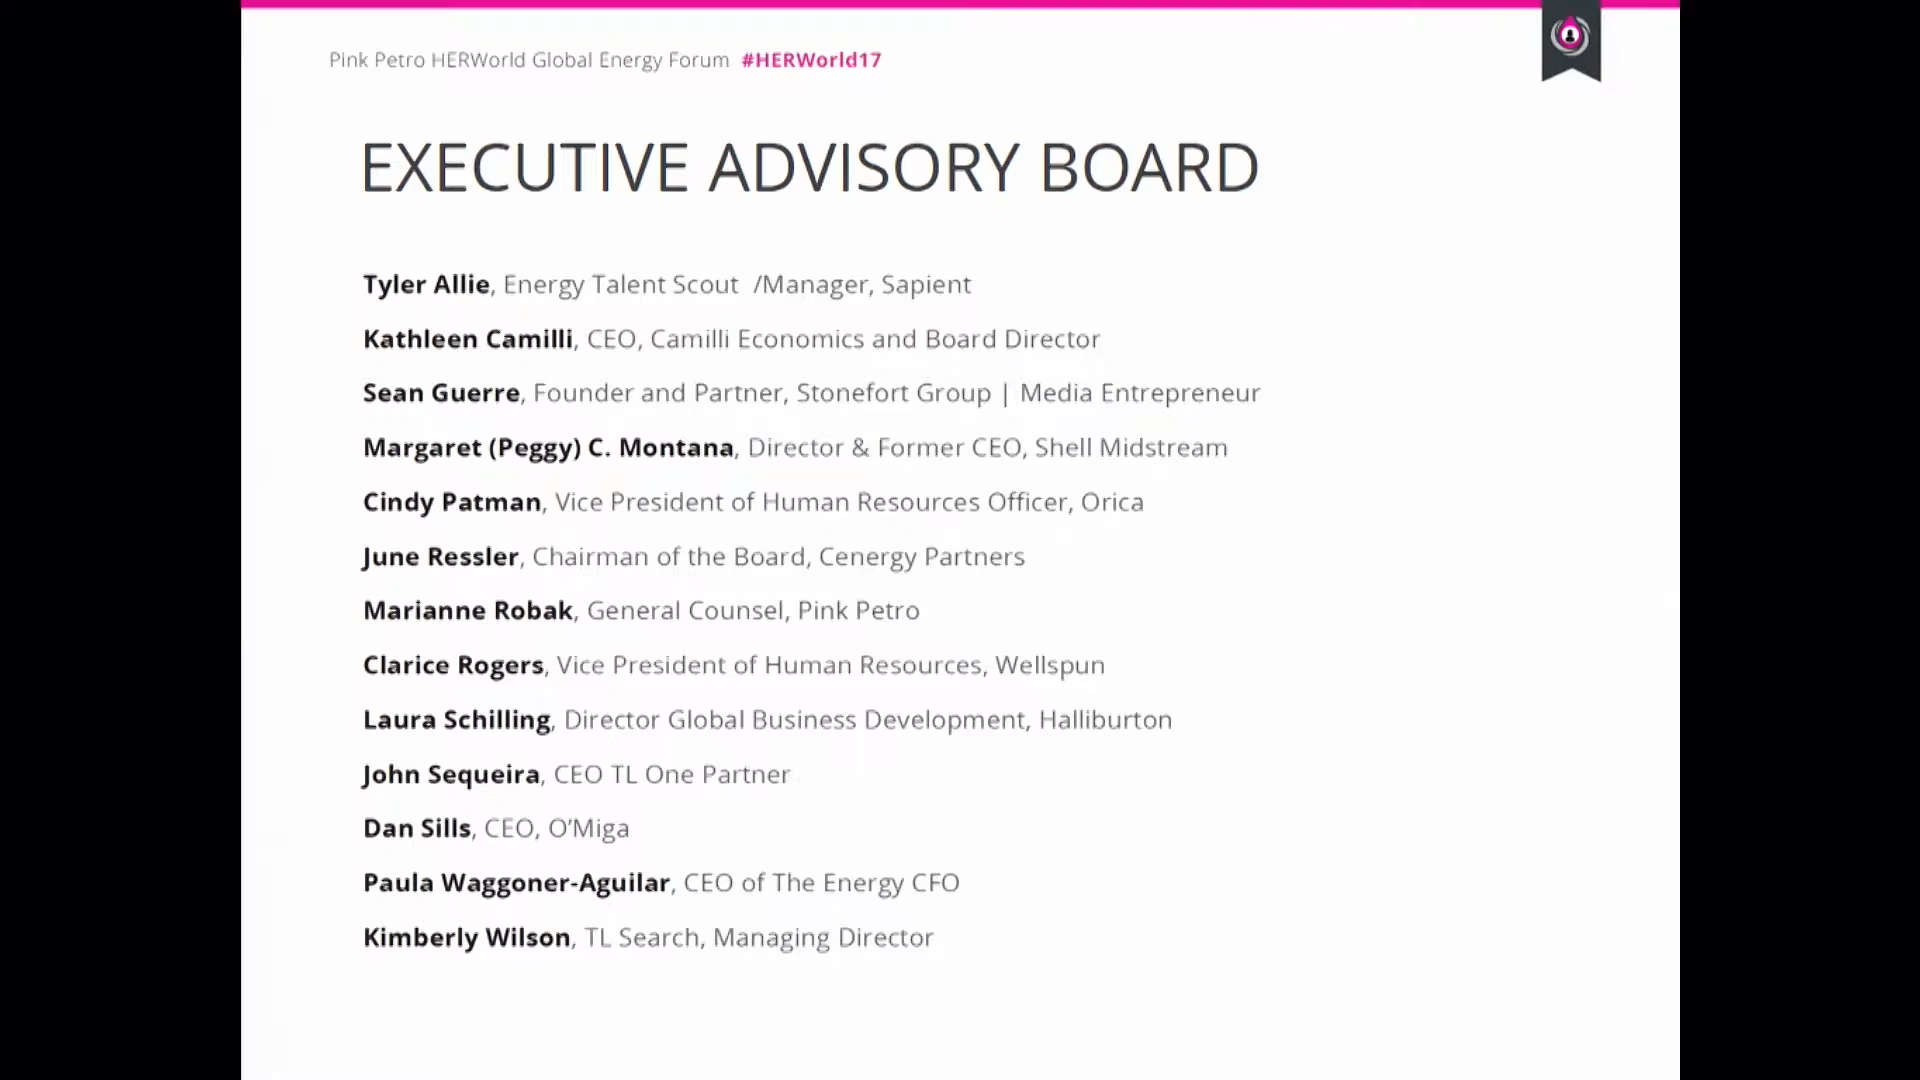 Pink Petro HERWorld Global Energy Forum #HERWorld17
EXECUTIVE ADVISORY BOARD
Tyler Allie, Energy Talent Scout /Manager, Sapient
Kathleen Camilli, CEO, Camilli Economics and Board Director
Sean Guerre, Founder and Partner, Stonefort Group | Media Entrepreneur
Margaret (Peggy) C. Montana, Director & Former CEO, Shell Midstream
Cindy Patman, Vice President of Human Resources Officer, Orica
June Ressler, Chairman of the Board, Cenergy Partners
Marianne Robak, General Counsel, Pink Petro
Clarice Rogers, Vice President of Human Resources, Wellspun
Laura Schilling, Director Global Business Development, Halliburton
John Sequeira, CEO TL One Partner
Dan Sills, CEO, O’Miga
Paula Waggoner-Aguilar, CEO of The Energy CFO
Kimberly Wilson, TL Search, Managing Director